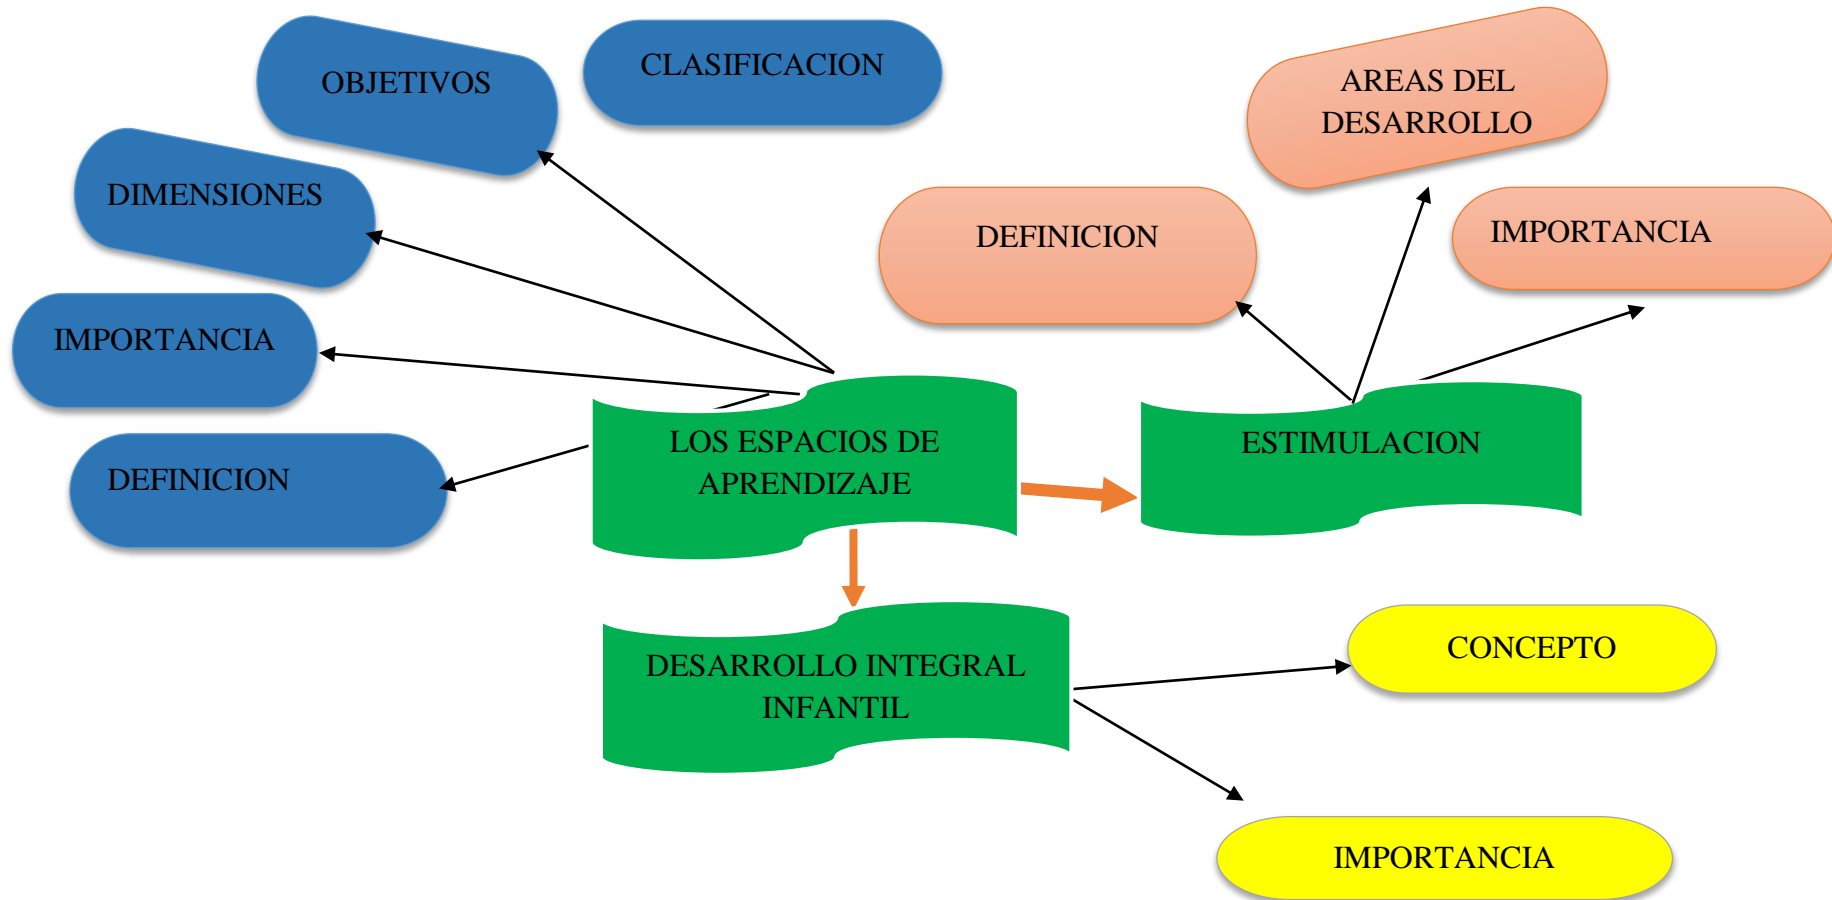 OBJETIVOS
CLASIFICACION
AREAS DEL
DESARROLLO
DIMENSIONES
DEFINICION
IMPORTANCIA
IMPORTANCIA
LOS ESPACIOS DE
APRENDIZAJE
ESTIMULACION
DEFINICION
DESARROLLO INTEGRAL
INFANTIL
CONCEPTO
IMPORTANCIA